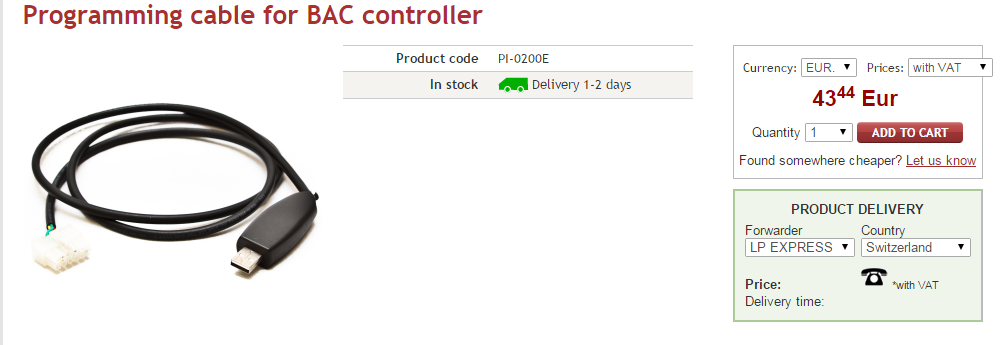 Programming cable for BAC controller
Product code PI-0200E
In stock Delivery 1-2 days
Currency: EUR. Prices: with VAT
43 44 Eur
Quantity 1 ADD TO CART
Found somewhere cheaper? Let us know
PRODUCT DELIVERY
Forwarder Country
LP EXPRESS Switzerland
Price: *with VAT
Delivery time: